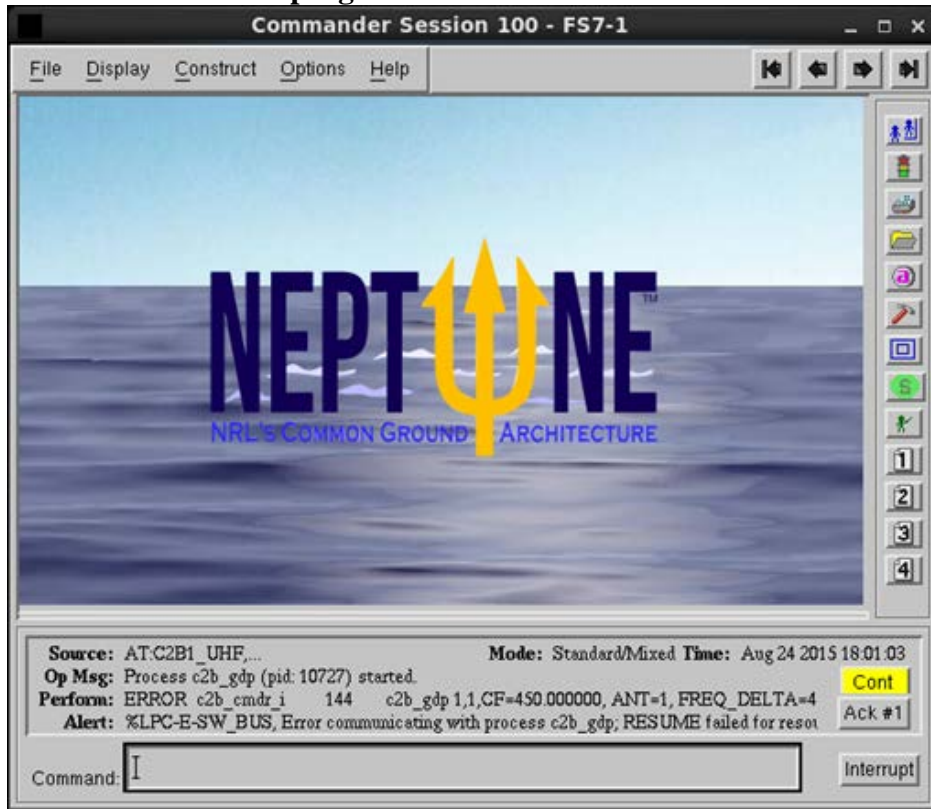 Commander Session 100 - FS7-1
File Display Construct Options Help
NEPTUNE™
NRL'S COMMON GROUND ARCHITECTURE
a
S
1
2
3
4
Source: AT:C2B1_UHF,... Mode: Standard/Mixed Time: Aug 24 2015 18:01:03
Op Msg: Process c2b_gdp (pid: 10727) started.
Cont
Perform: ERROR c2b_cmdr_i 144 c2b_gdp 1,1,CF=450.000000, ANT=1, FREQ_DELTA=4
Alert: %LPC-E-SW_BUS, Error communicating with process c2b_gdp; RESUME failed for
Ack #1
Command:
Interrupt